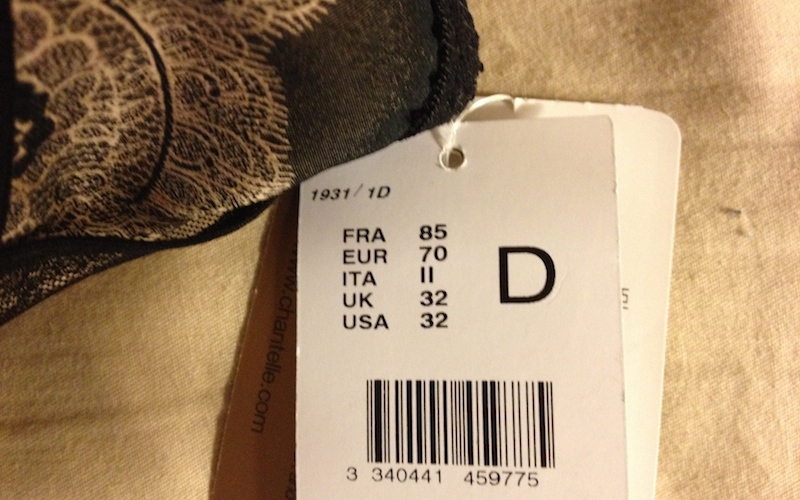 1931/ 1D
FRA 85
EUR 70
ITA II
UK 32
USA 32
D
3 340441 459775
www.chantelle.com